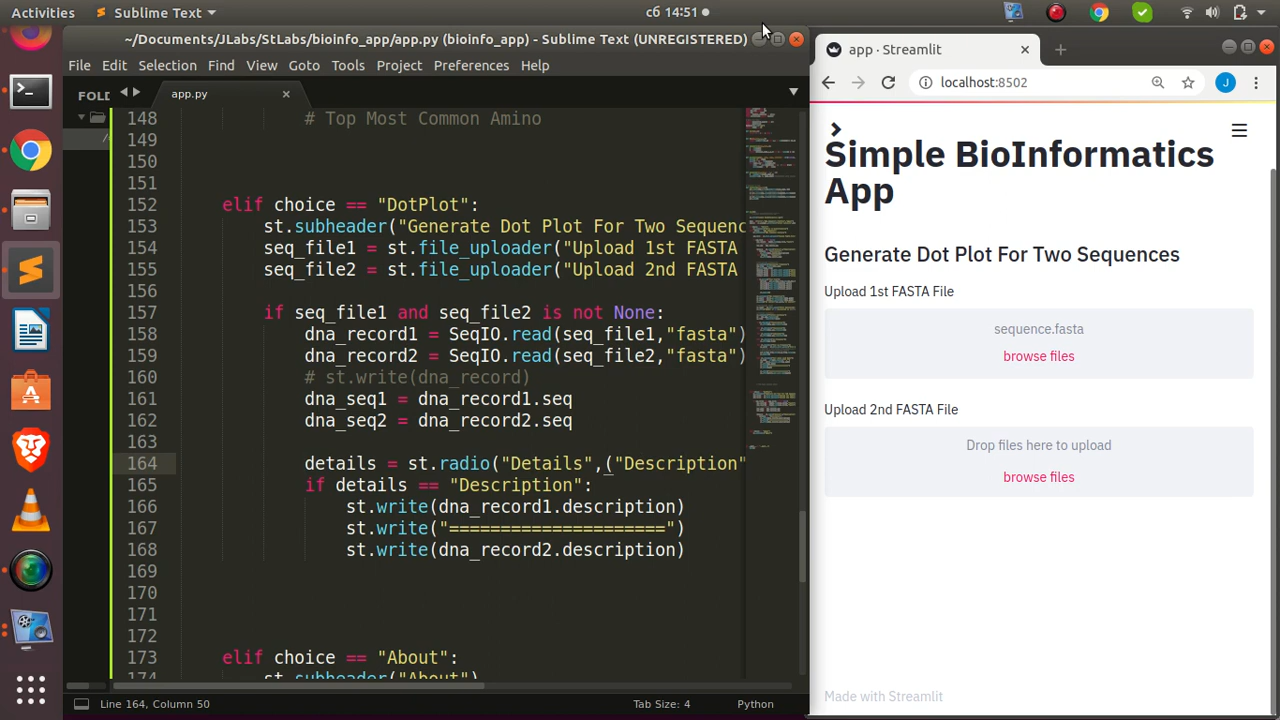 Activities
Sublime Text
сб 14:51
~/Documents/JLabs/StLabs/bioinfo_app/app.py (bioinfo_app) - Sublime Text (UNREGISTERED)
File Edit Selection Find View Goto Tools Project Preferences Help
FOLD
app.py
/
148 # Top Most Common Amino
149
150
151
152 elif choice == "DotPlot":
153 st.subheader("Generate Dot Plot For Two Sequenc
154 seq_file1 = st.file_uploader("Upload 1st FASTA
155 seq_file2 = st.file_uploader("Upload 2nd FASTA
156
157 if seq_file1 and seq_file2 is not None:
158 dna_record1 = SeqIO.read(seq_file1,"fasta")
159 dna_record2 = SeqIO.read(seq_file2,"fasta")
160 # st.write(dna_record)
161 dna_seq1 = dna_record1.seq
162 dna_seq2 = dna_record2.seq
163
164 details = st.radio("Details",("Description"
165 if details == "Description":
166 st.write(dna_record1.description)
167 st.write("=====================")
168 st.write(dna_record2.description)
169
170
171
172
173 elif choice == "About":
174 st.subheader("About")
Line 164, Column 50
Tab Size: 4
Python
app · Streamlit
localhost:8502
J
Simple BioInformatics
App
Generate Dot Plot For Two Sequences
Upload 1st FASTA File
sequence.fasta
browse files
Upload 2nd FASTA File
Drop files here to upload
browse files
Made with Streamlit